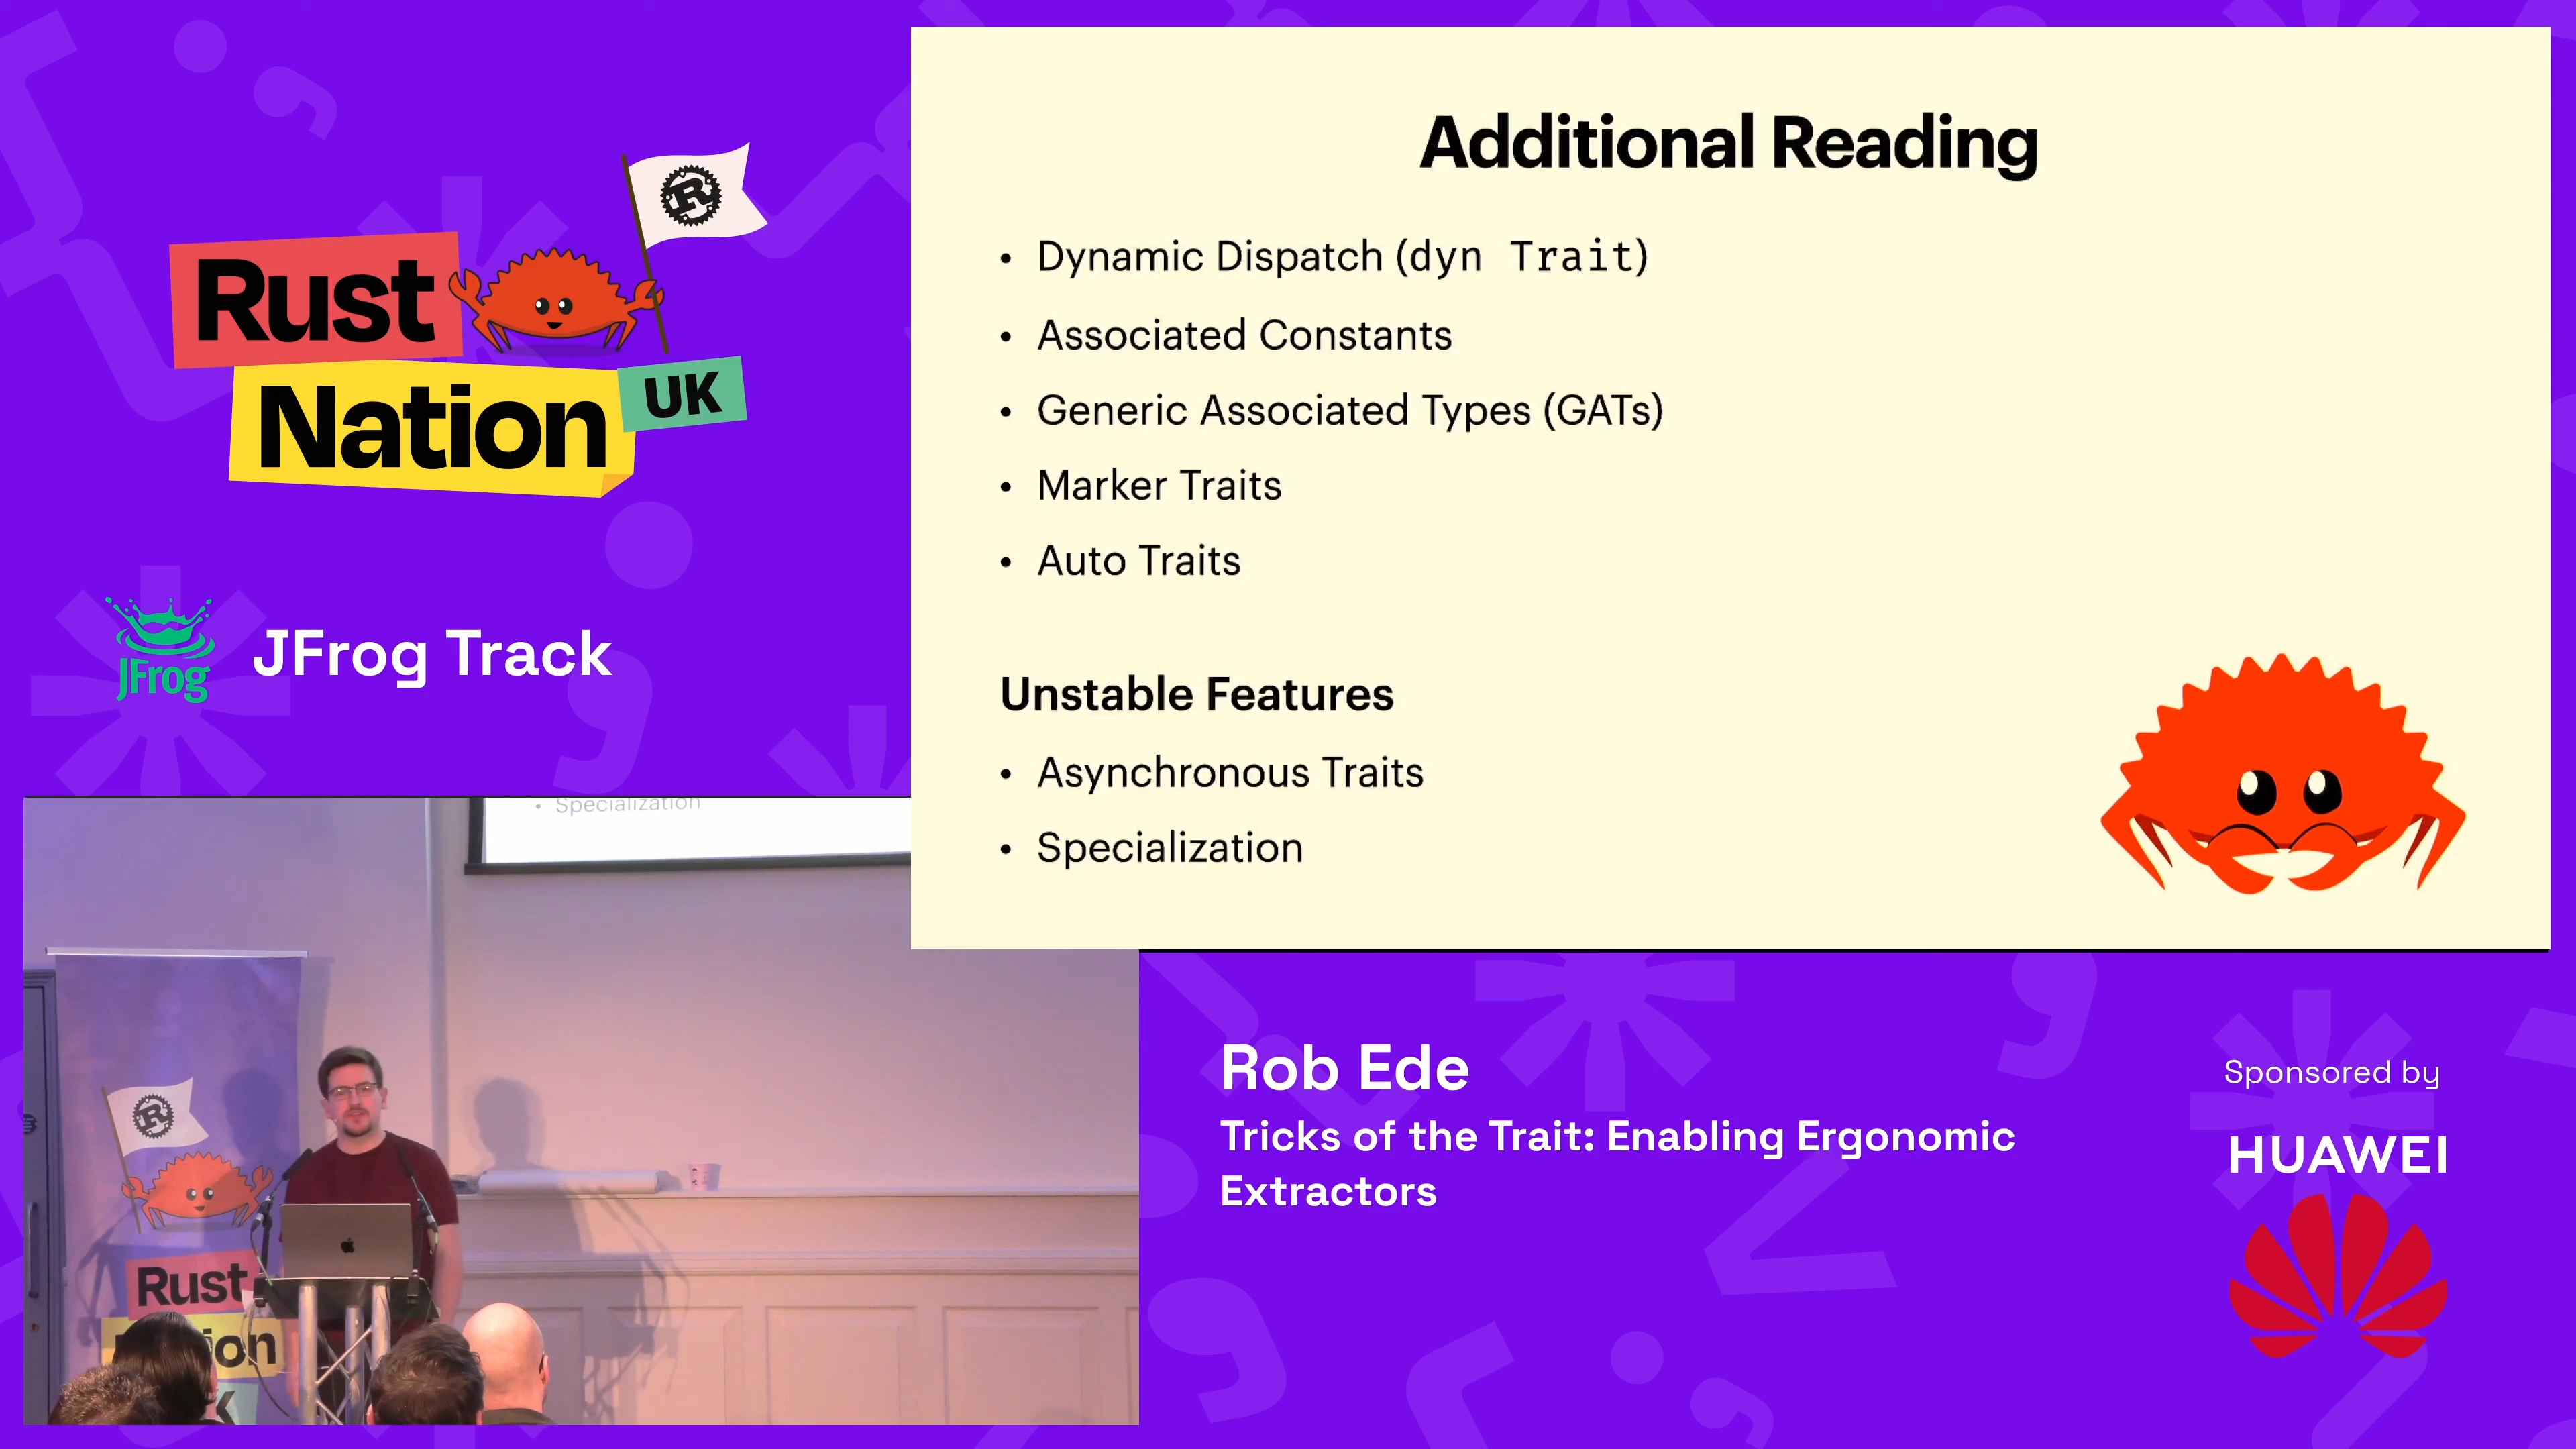 Rust
Nation
UK
JFrog
JFrog Track
Additional Reading
• Dynamic Dispatch (dyn Trait)
• Associated Constants
• Generic Associated Types (GATs)
• Marker Traits
• Auto Traits
Unstable Features
• Asynchronous Traits
• Specialization
• Specialization
R
R
Rust
ion
K
Rob Ede
Tricks of the Trait: Enabling Ergonomic
Extractors
Sponsored by
HUAWEI